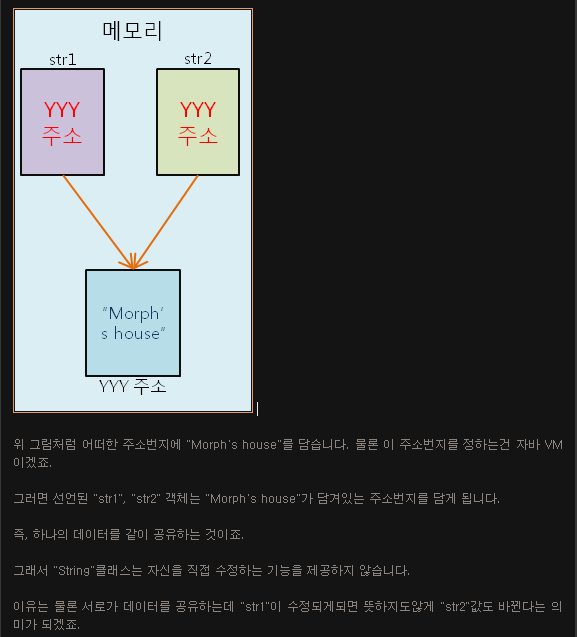 메모리
str1
str2
YYY
주소
YYY
주소
"Morph'
s house"
YYY 주소
위 그림처럼 어떠한 주소번지에 "Morph's house"를 담습니다. 물론 이 주소번지를 정하는건 자바 VM
이겠죠.
그러면 선언된 "str1", "str2" 객체는 "Morph's house"가 담겨있는 주소번지를 담게 됩니다.
즉, 하나의 데이터를 같이 공유하는 것이죠.
그래서 "String"클래스는 자신을 직접 수정하는 기능을 제공하지 않습니다.
이유는 물론 서로가 데이터를 공유하는데 "str1"이 수정되게되면 뜻하지도않게 "str2"값도 바뀐다는 의
미가 되겠죠.